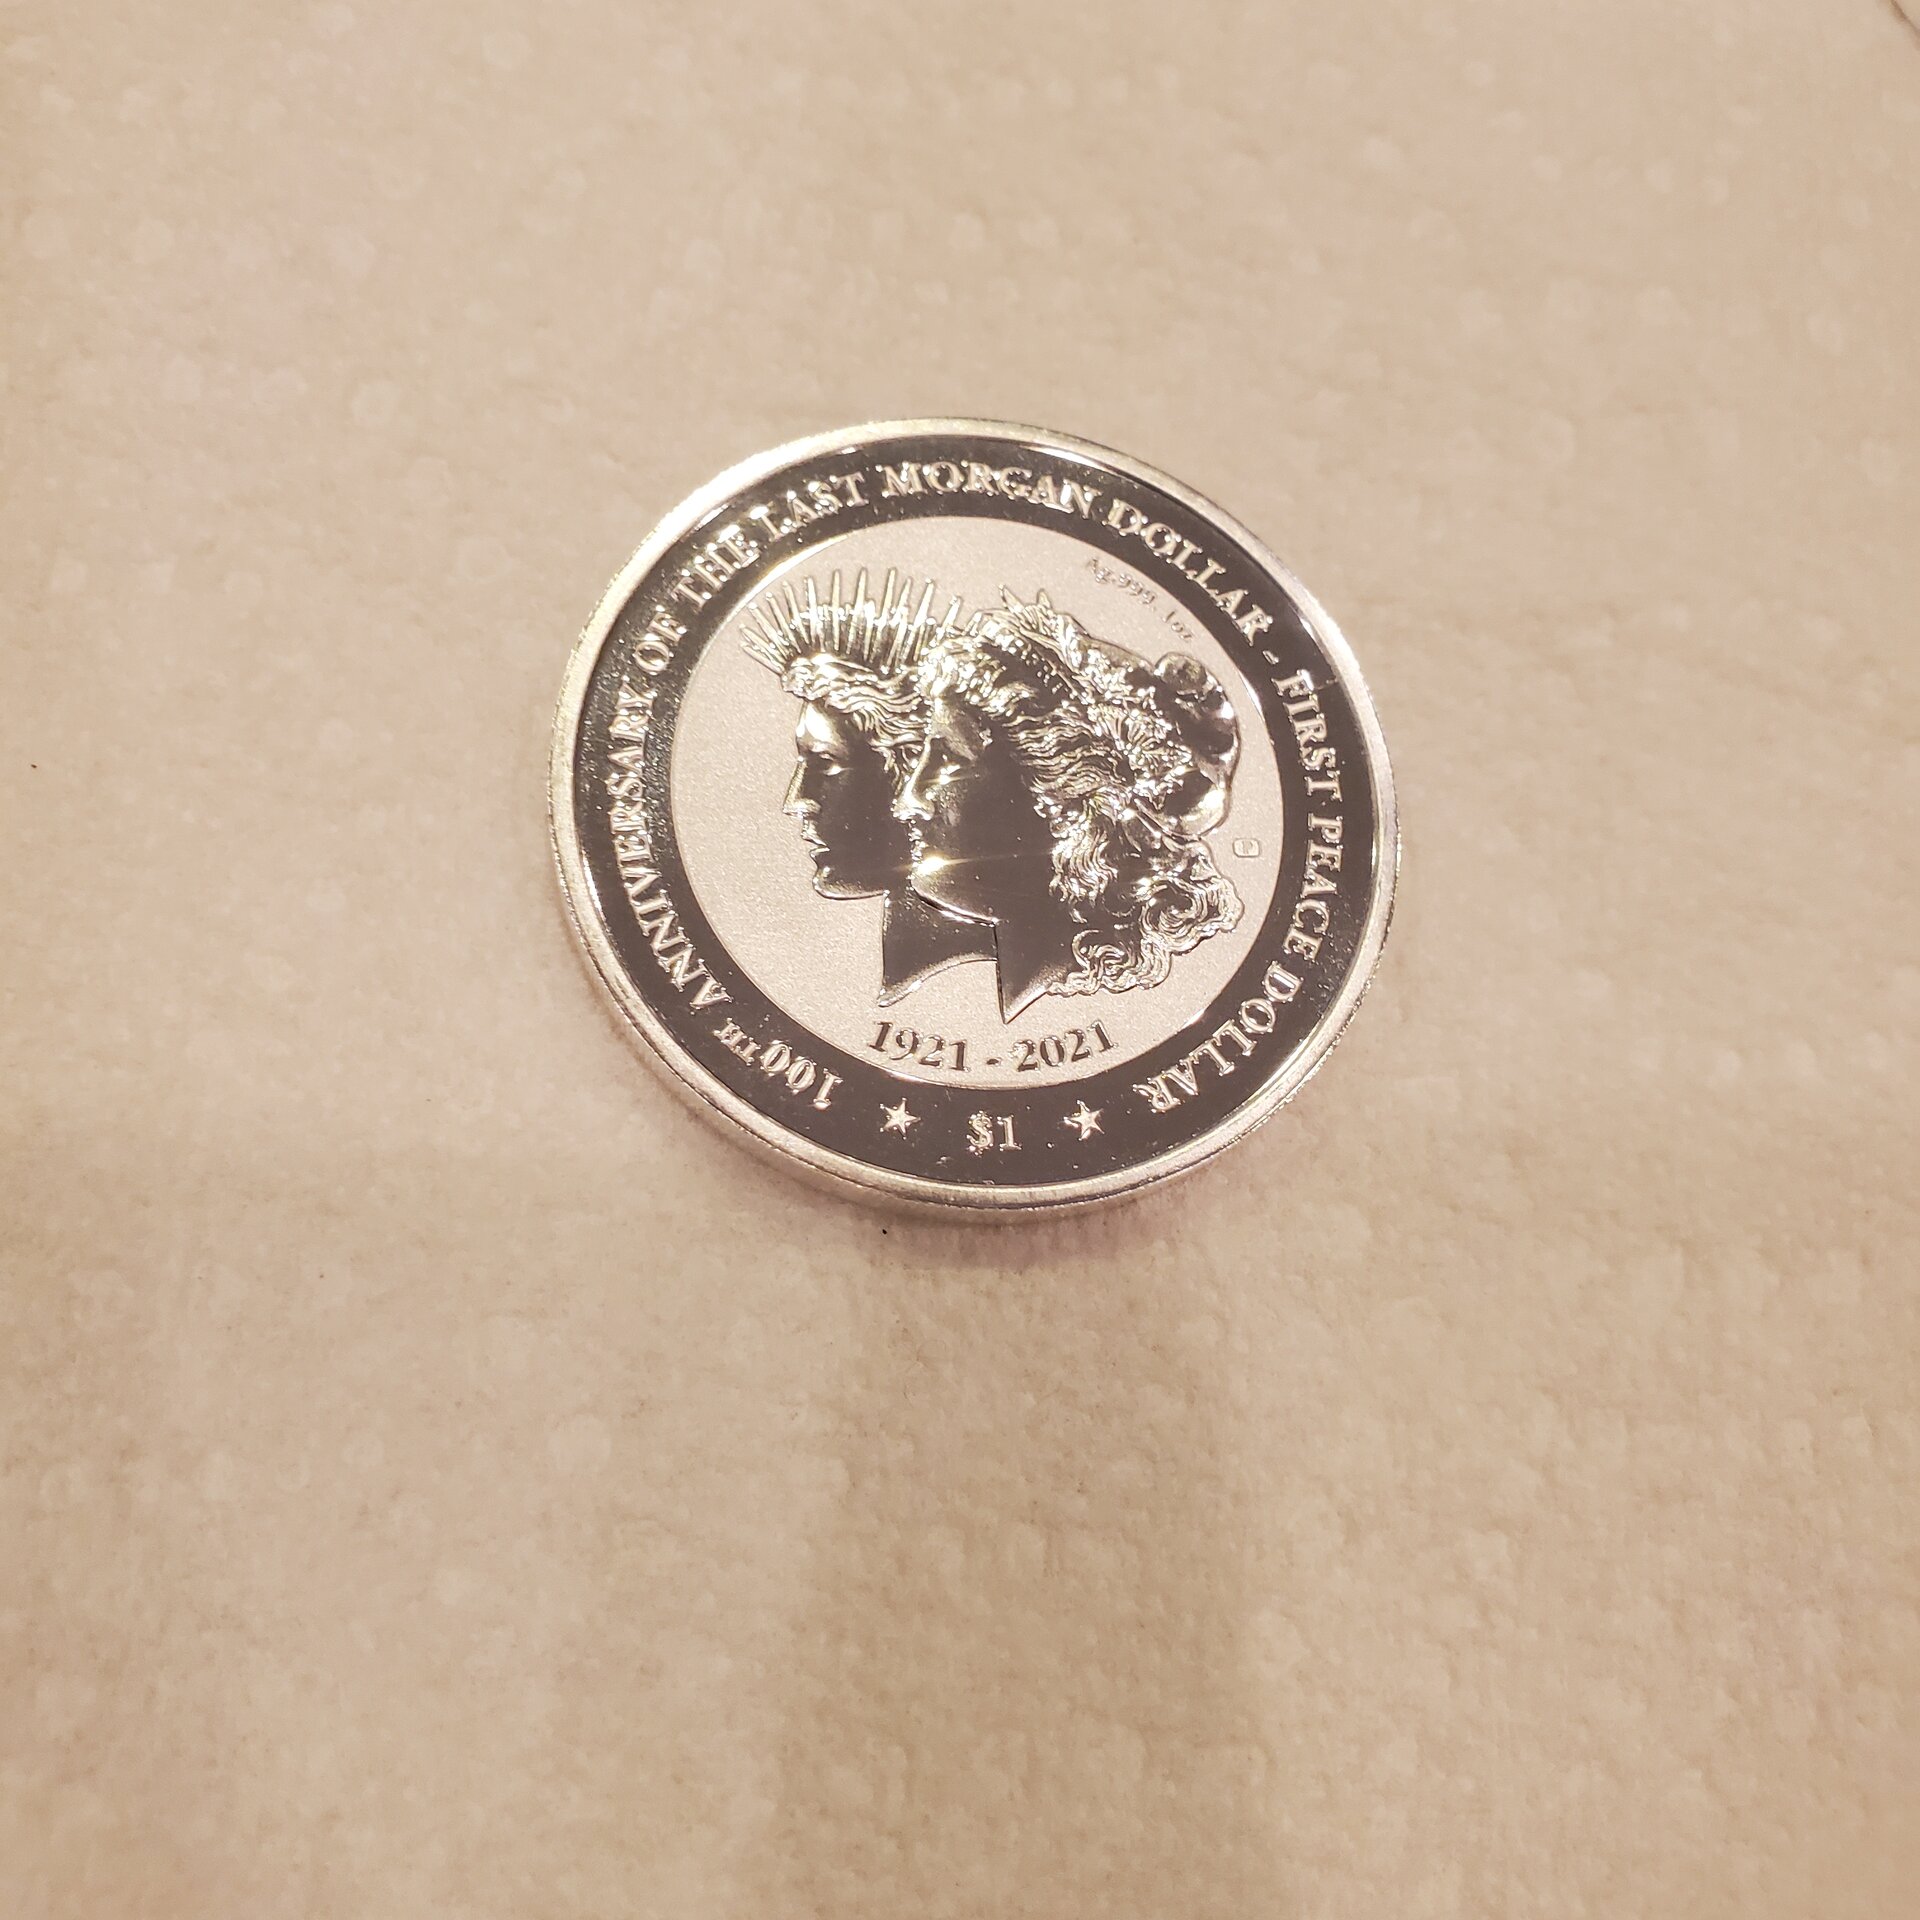 100TH ANNIVERSARY OF THE LAST MORGAN DOLLAR - FIRST PEACE DOLLAR
Ag.999 1oz
1921 - 2021
$1